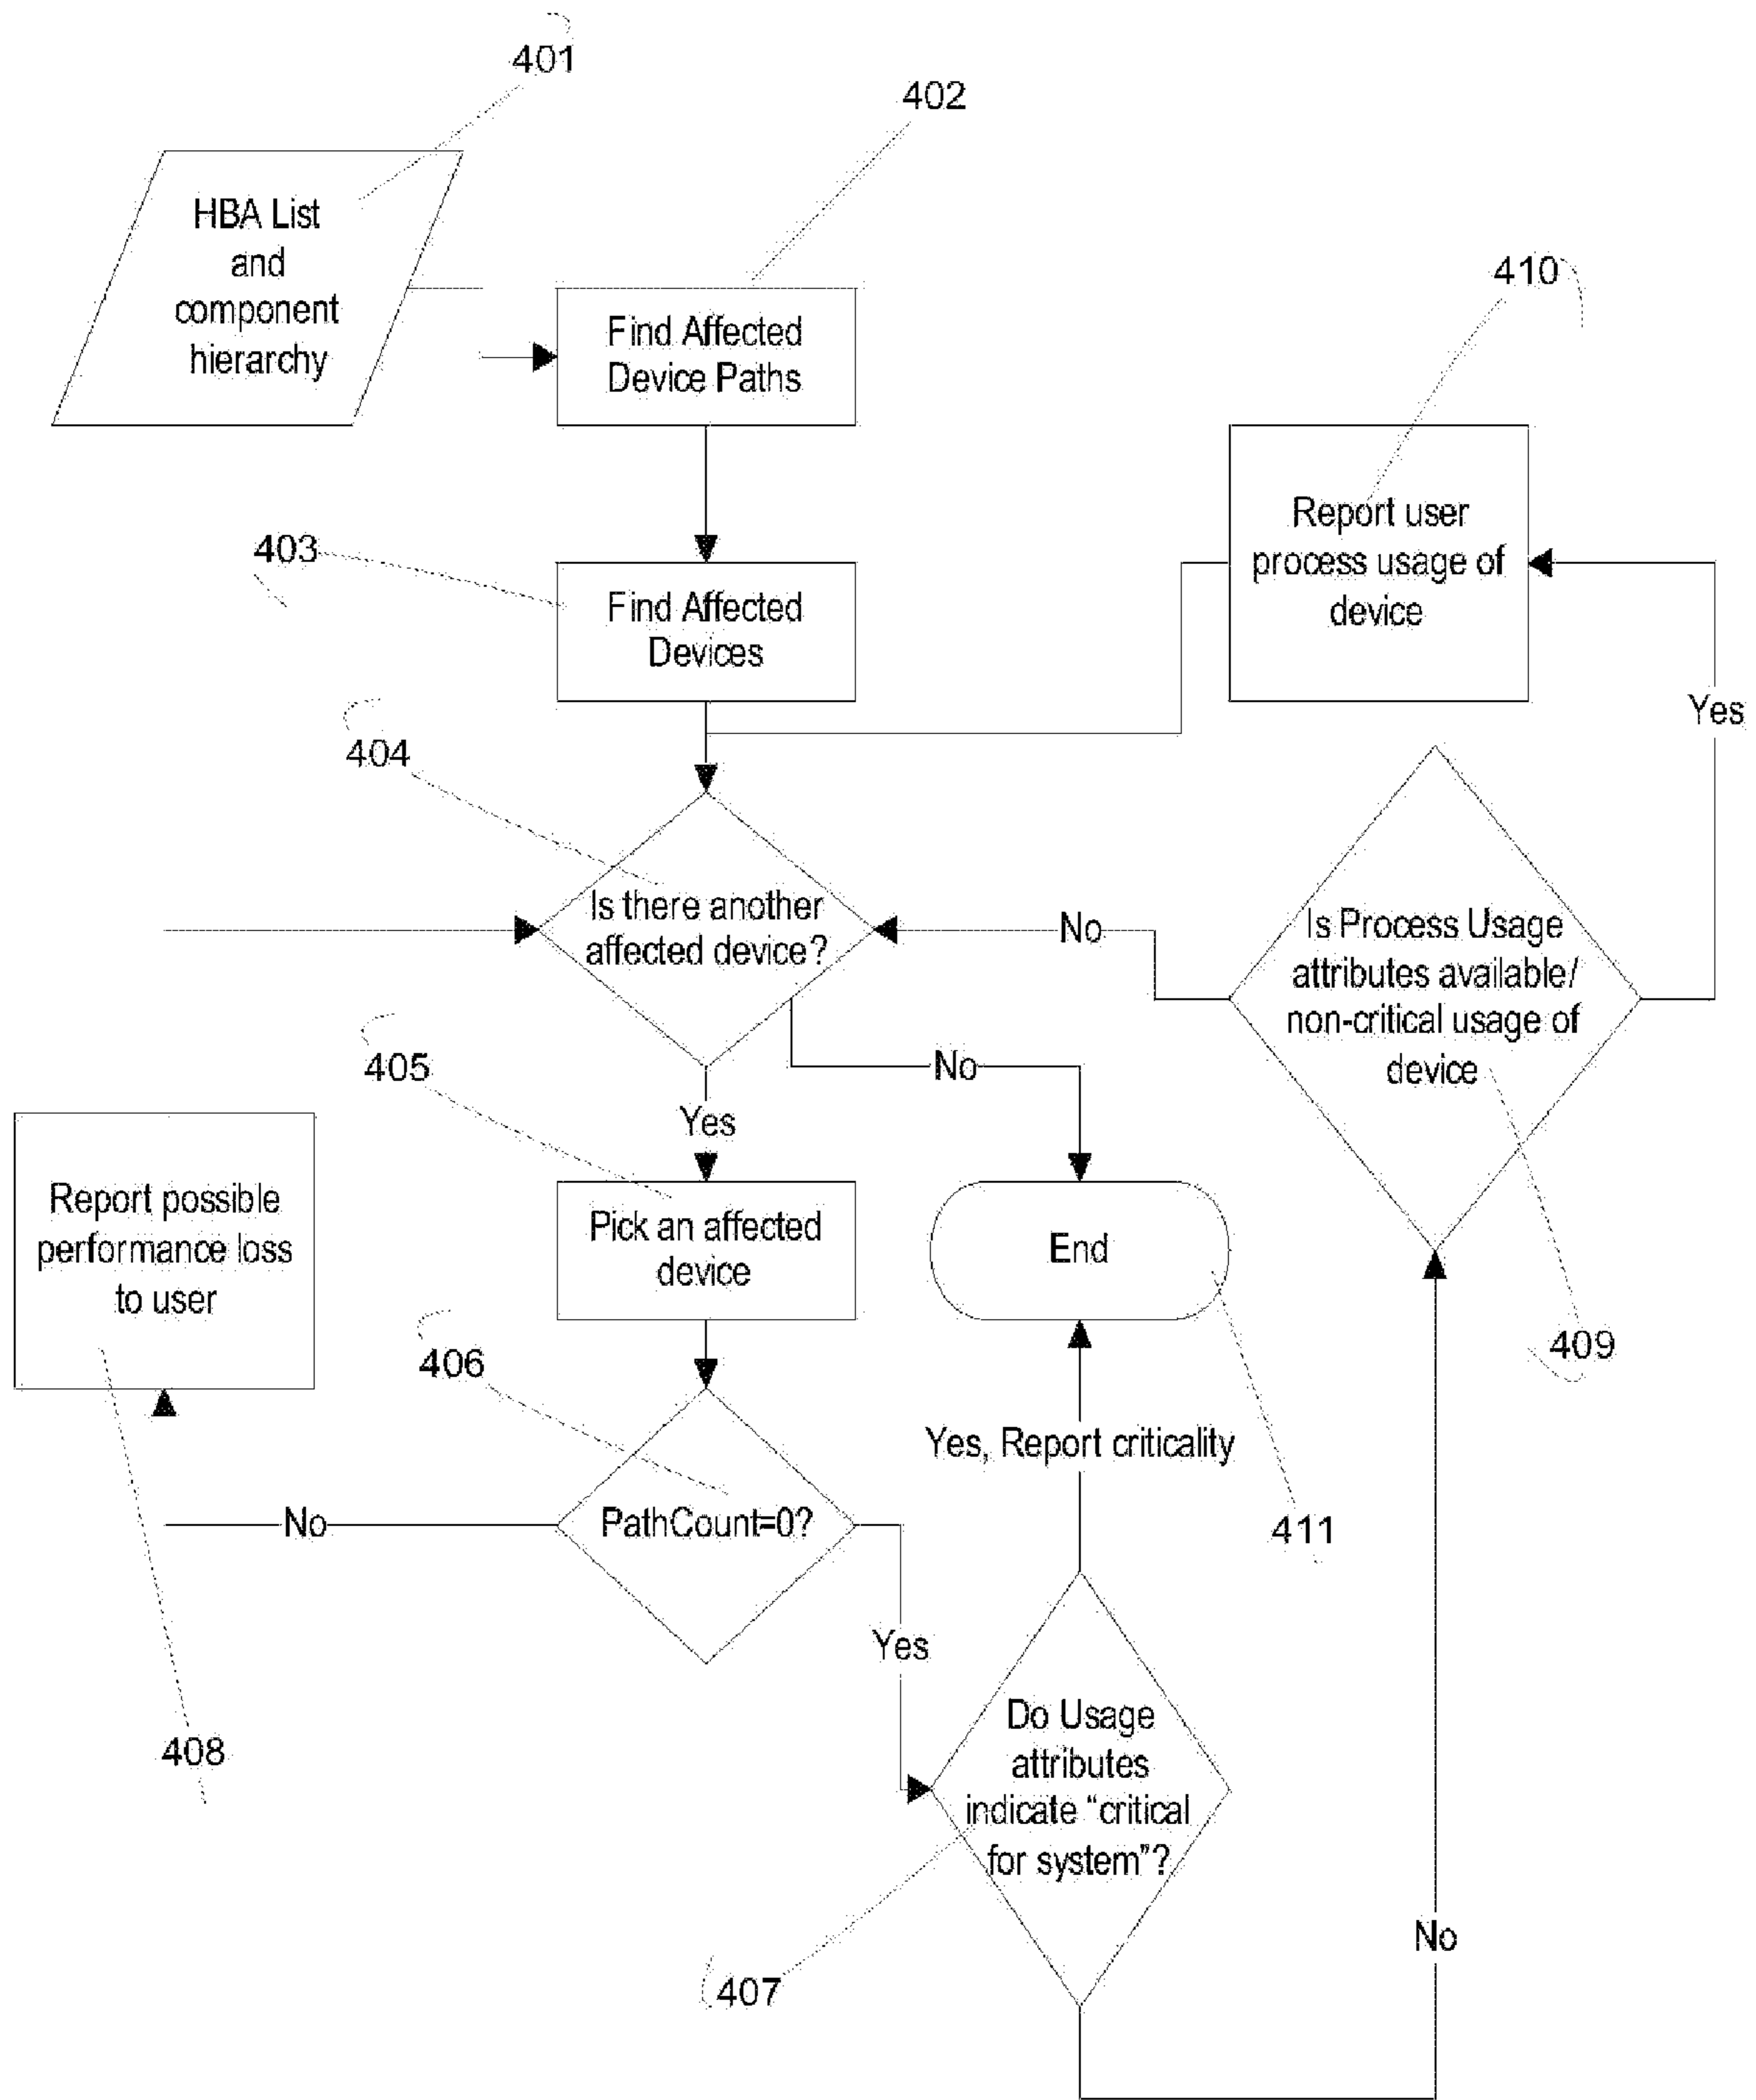 401
402
HBA List
and
component
hierarchy
410
Find Affected
Device Paths
Report user
process usage of
device
403
Find Affected
Devices
Yes
404
Is there another
affected device?
No
Is Process Usage
attributes available/
non-critical usage of
device
405
No
Yes
Report possible
performance loss
to user
Pick an affected
device
End
409
406
Yes, Report criticality
No
PathCount=0?
411
Yes
Do Usage
attributes
indicate “critical
for system”?
408
No
407